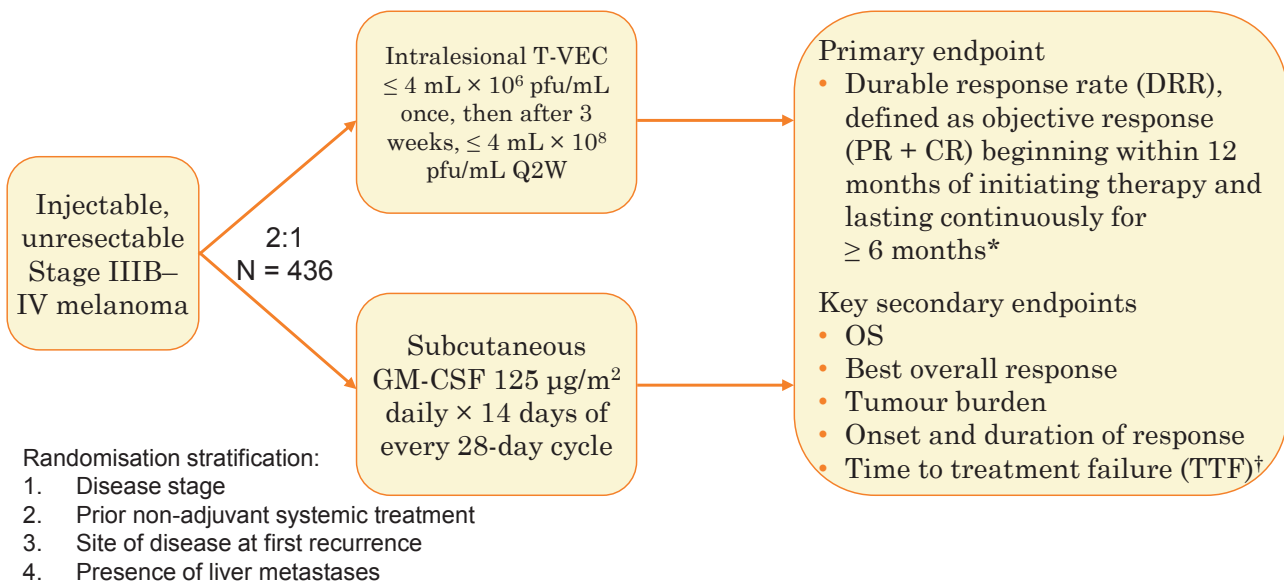 Injectable,
unresectable
Stage IIIB–
IV melanoma
2:1
N = 436
Intralesional T-VEC
≤ 4 mL × 10⁶ pfu/mL
once, then after 3
weeks, ≤ 4 mL × 10⁸
pfu/mL Q2W
Subcutaneous
GM-CSF 125 µg/m²
daily × 14 days of
every 28-day cycle
Primary endpoint
• Durable response rate (DRR),
defined as objective response
(PR + CR) beginning within 12
months of initiating therapy and
lasting continuously for
≥ 6 months*
Key secondary endpoints
• OS
• Best overall response
• Tumour burden
• Onset and duration of response
• Time to treatment failure (TTF)†
Randomisation stratification:
1. Disease stage
2. Prior non-adjuvant systemic treatment
3. Site of disease at first recurrence
4. Presence of liver metastases